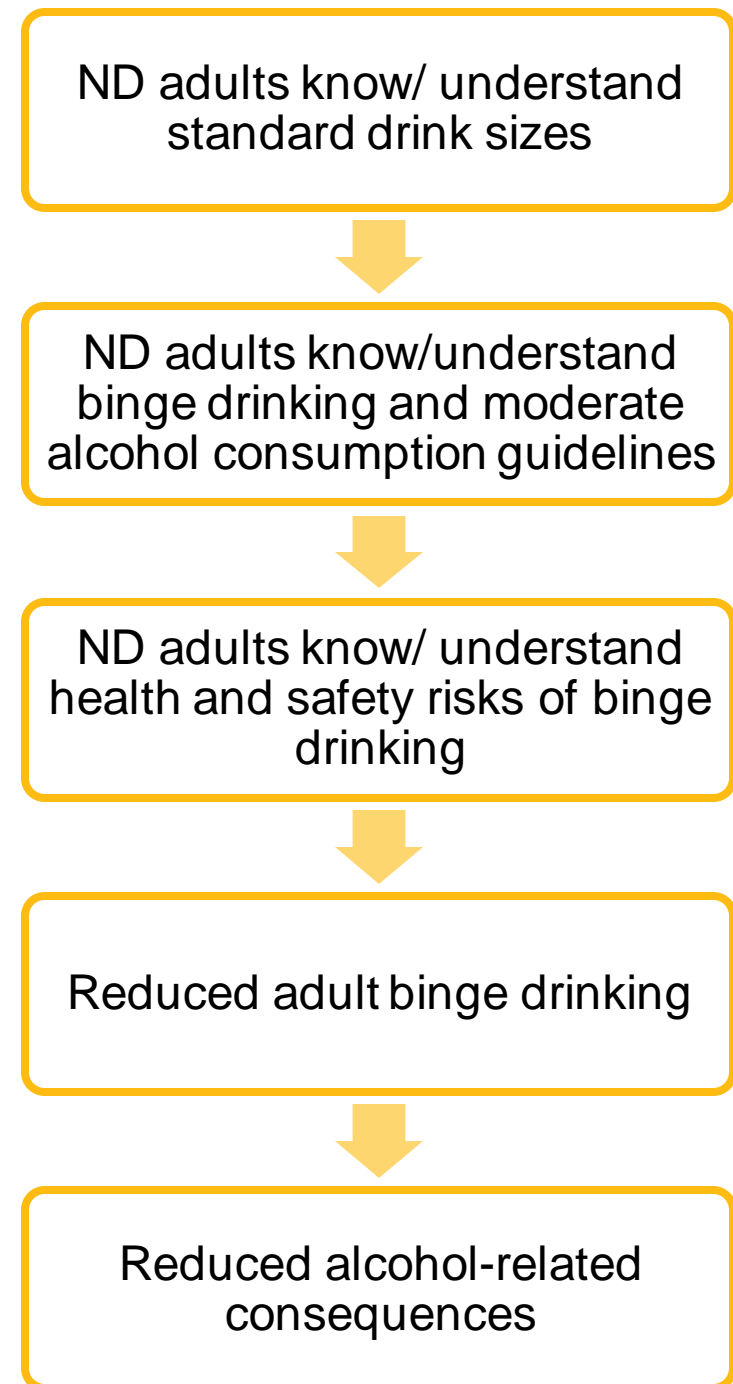 ND adults know/ understand
standard drink sizes
ND adults know/understand
binge drinking and moderate
alcohol consumption guidelines
ND adults know/ understand
health and safety risks of binge
drinking
Reduced adult binge drinking
Reduced alcohol-related
consequences